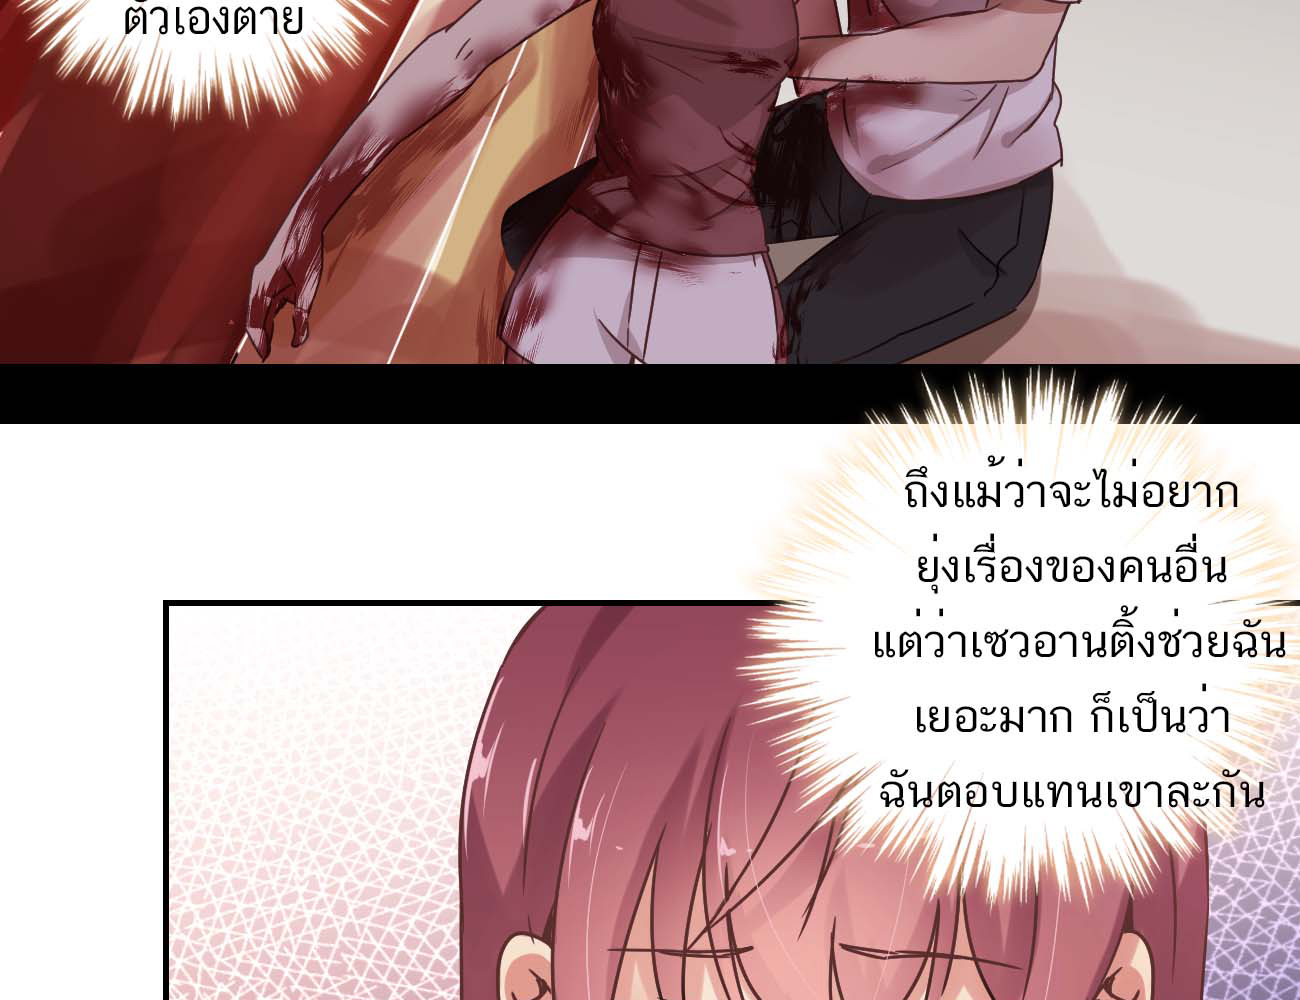 ตัวเองตาย
ถึงแม้ว่าจะไม่อยาก
ยุ่งเรื่องของคนอื่น
แต่ว่าเซวอานติ้งช่วยฉัน
เยอะมาก ก็เป็นว่า
ฉันตอบแทนเขาละกัน